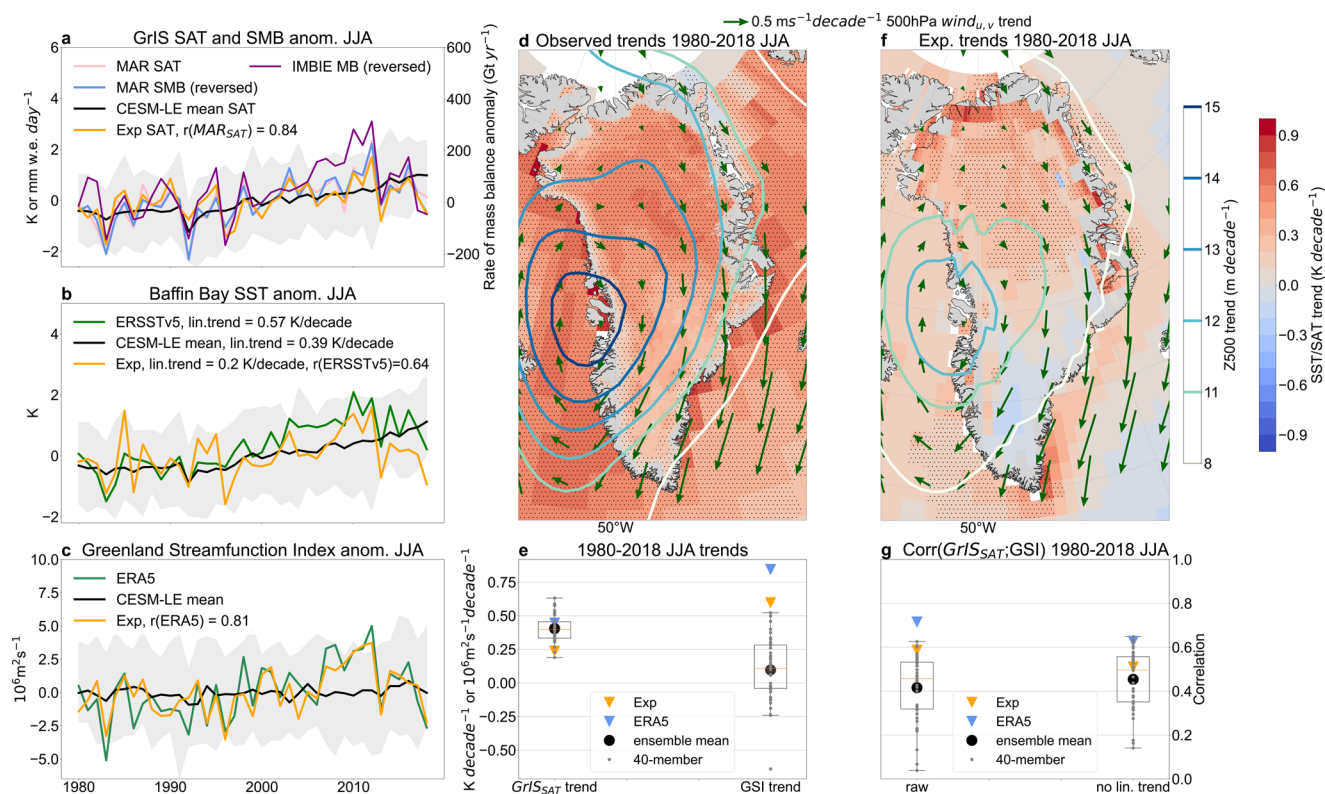 0.5 ms⁻¹decade⁻¹ 500hPa wind_{u,v} trend
a GrIS SAT and SMB anom. JJA
MAR SAT
IMBIE MB (reversed)
MAR SMB (reversed)
CESM-LE mean SAT
Exp SAT, r(MAR_{SAT}) = 0.84
K or mm w.e. day⁻¹
6
4
2
0
−2
600
400
200
0
−200
Rate of mass balance anomaly (Gt yr⁻¹)
b Baffin Bay SST anom. JJA
ERSSTv5, lin.trend = 0.57 K/decade
CESM-LE mean, lin.trend = 0.39 K/decade
Exp, lin.trend = 0.2 K/decade, r(ERSSTv5)=0.64
K
4
2
0
−2
c Greenland Streamfunction Index anom. JJA
ERA5
CESM-LE mean
Exp, r(ERA5) = 0.81
10⁶m²s⁻¹
10.0
7.5
5.0
2.5
0.0
−2.5
−5.0
1980 1990 2000 2010
d Observed trends 1980-2018 JJA
50°W
f Exp. trends 1980-2018 JJA
50°W
15
14
13
12
11
8
Z500 trend (m decade⁻¹)
0.9
0.6
0.3
0.0
−0.3
−0.6
−0.9
SST/SAT trend (K decade⁻¹)
e 1980-2018 JJA trends
K decade⁻¹ or 10⁶m²s⁻¹decade⁻¹
0.75
0.50
0.25
0.00
−0.25
−0.50
Exp
ERA5
ensemble mean
40-member
GrIS_{SAT} trend GSI trend
g Corr(GrIS_{SAT};GSI) 1980-2018 JJA
Exp
ERA5
ensemble mean
40-member
raw no lin. trend
1.0
0.8
0.6
0.4
0.2
0.0
Correlation